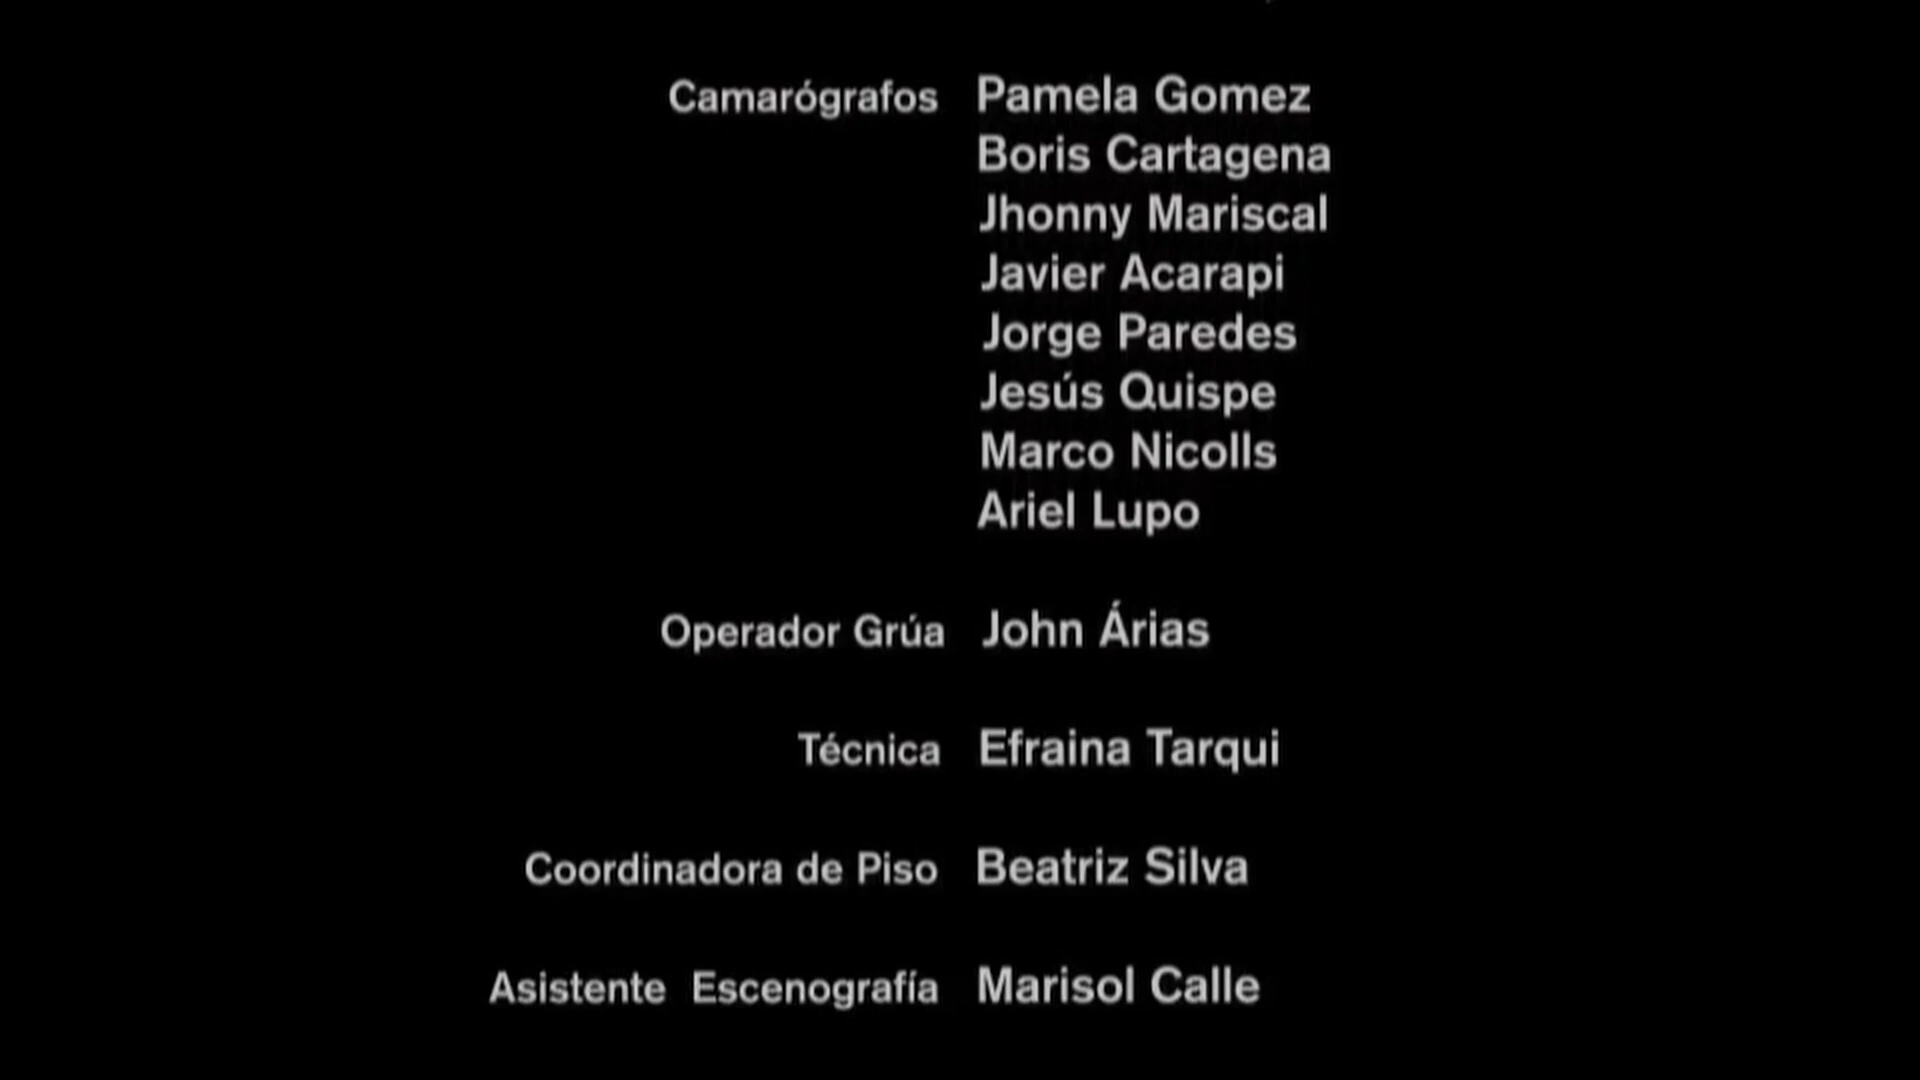 Camarógrafos Pamela Gomez
Boris Cartagena
Jhonny Mariscal
Javier Acarapi
Jorge Paredes
Jesús Quispe
Marco Nicolls
Ariel Lupo
Operador Grúa John Árias
Técnica Efraina Tarqui
Coordinadora de Piso Beatriz Silva
Asistente Escenografía Marisol Calle